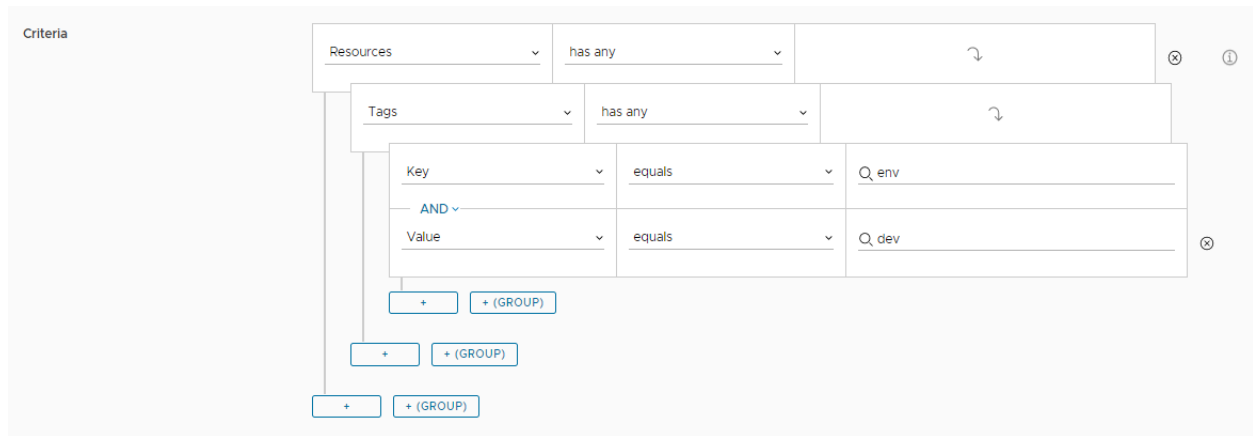 Criteria
Resources has any
Tags has any
Key equals env
AND
Value equals dev
+ + (GROUP)
+ + (GROUP)
+ + (GROUP)